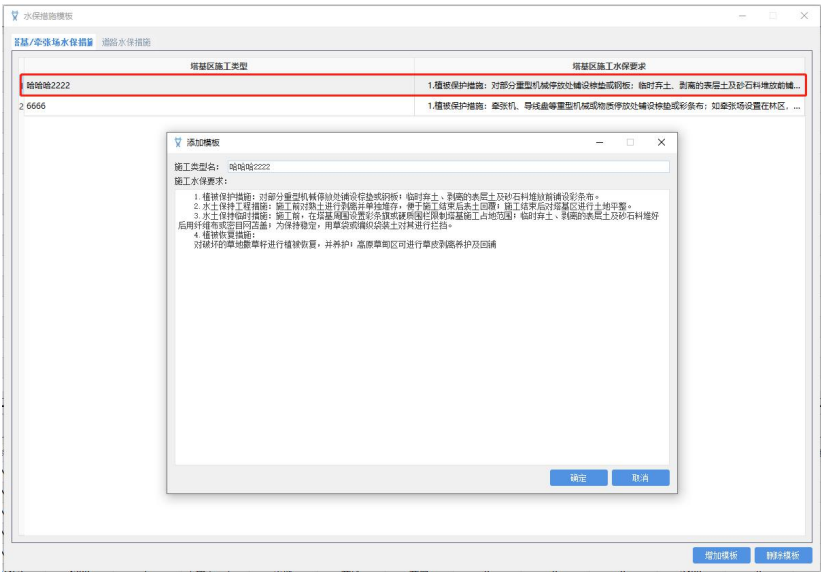 水保措施模板
塔基/牵张场水保措施 道路水保措施
塔基区施工类型 塔基区施工水保要求
哈哈哈2222 1.植被保护措施：对部分重型机械停放处铺设棕垫或钢板；临时弃土、剥离的表层土及砂石料堆放前铺...
2 6666 1.植被保护措施：牵张机、导线盘等重型机械或物质停放处铺设棕垫或彩条布；如牵张场设置在林区，...
添加模板
施工类型名： 哈哈哈2222
施工水保要求：
1.植被保护措施：对部分重型机械停放处铺设棕垫或钢板；临时弃土、剥离的表层土及砂石料堆放前铺设彩条布。
2.水土保持工程措施：施工前对熟土进行剥离并单独堆存，便于施工结束后表土回覆；施工结束后对塔基区进行土地平整。
3.水土保持临时措施：施工前，在塔基周围设置彩条旗或硬质围栏限制塔基施工占地范围；临时弃土、剥离的表层土及砂石料堆好
后用纤维布或密目网苫盖；为保持稳定，用草袋或编织袋装土对其进行拦挡。
4.植被恢复措施：
对破坏的草地撒草籽进行植被恢复，并养护；高原草甸区可进行草皮剥离养护及回铺
确定 取消
增加模板 删除模板